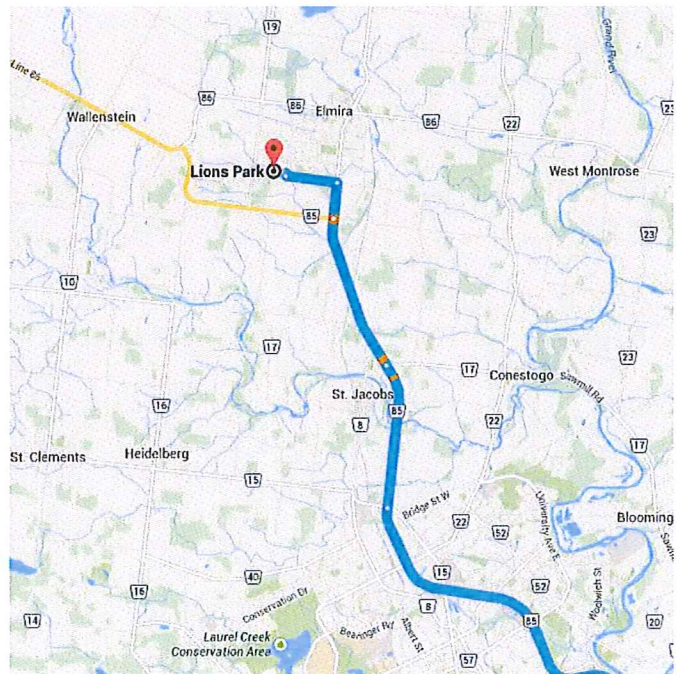 19
Line 86
86
86
Elmira
Grand River
Wallenstein
86
22
23
Lions Park
West Montrose
85
23
10
17
17
23
Conestogo
Sawmill Rd
St. Jacobs
85
16
8
22
17
St. Clements
Heidelberg
15
Bridge St W
22
52
University Ave E
Blooming
Sawm
40
15
52
16
Conservation Dr
8
Woolwich St
14
85
20
Bearinger Rd
Albert St
Laurel Creek
Conservation Area
57